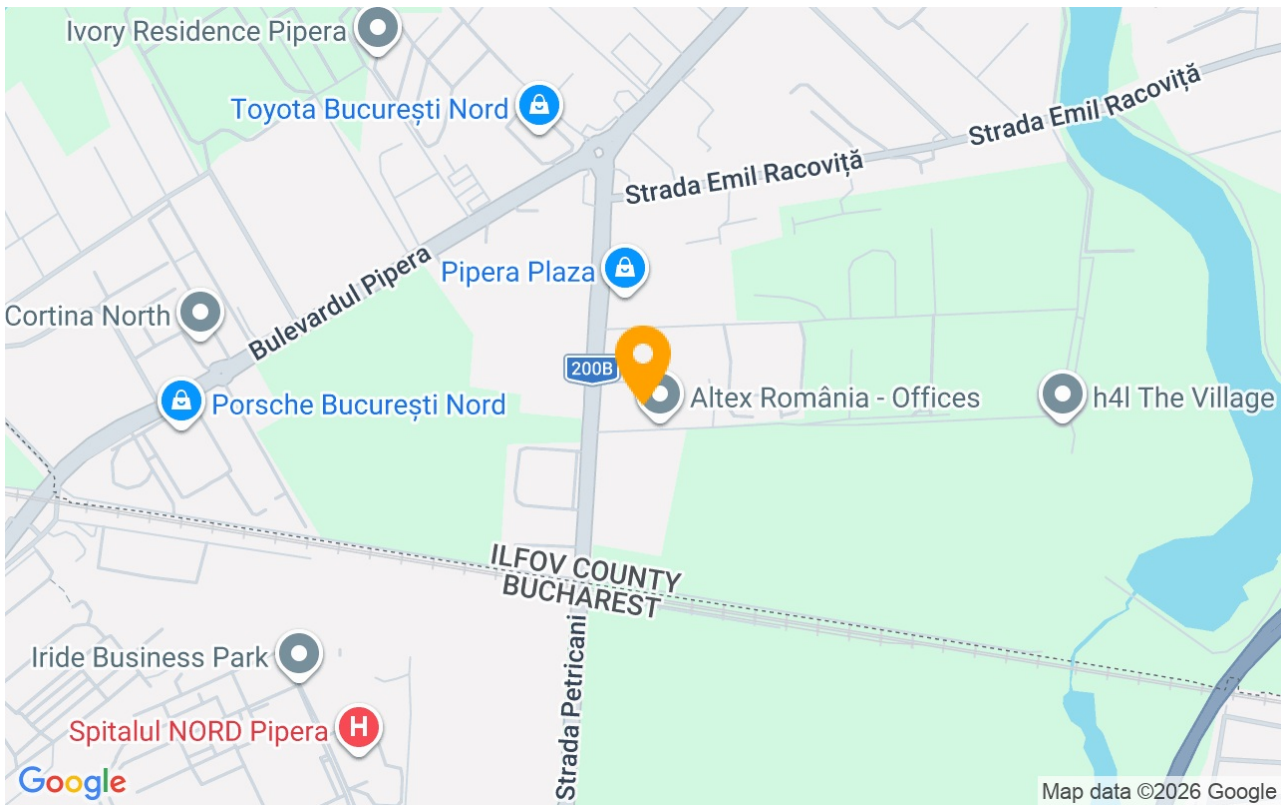 Ivory Residence Pipera
Toyota București Nord
Strada Emil Racoviță
Strada Emil Racoviță
Bulevardul Pipera
Pipera Plaza
Cortina North
200B
Porsche București Nord
Altex România - Offices
h4l The Village
ILFOV COUNTY
BUCHAREST
Strada Petricani
Iride Business Park
Spitalul NORD Pipera
H
Google
Map data ©2026 Google